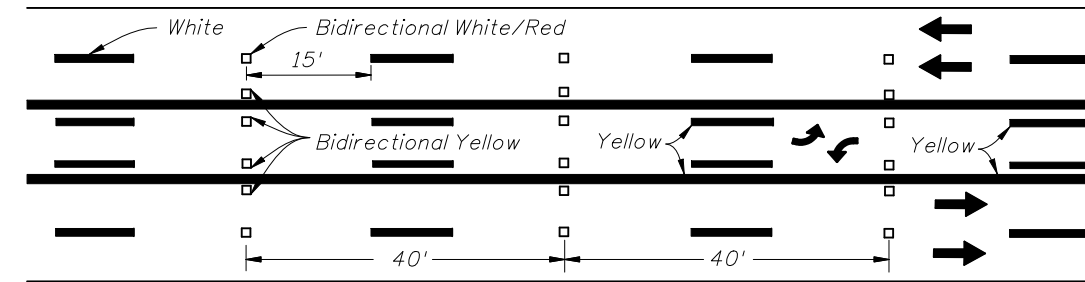 White
Bidirectional White/Red
15'
Bidirectional Yellow
Yellow
Yellow
40'
40'